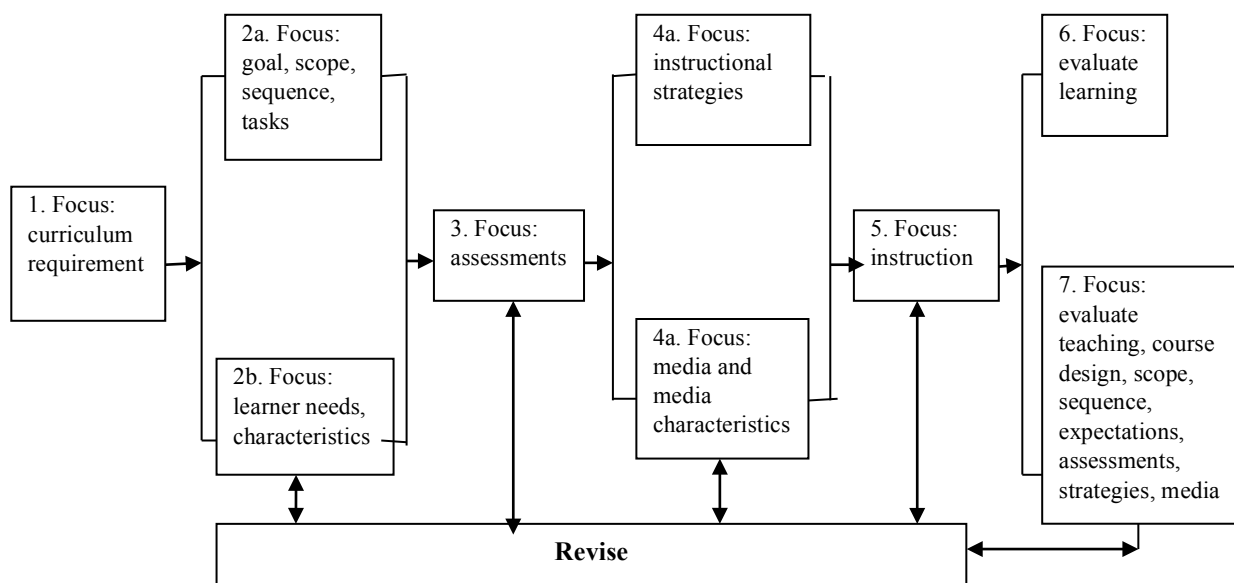 1. Focus:
curriculum
requirement
2a. Focus:
goal, scope,
sequence,
tasks
2b. Focus:
learner needs,
characteristics
3. Focus:
assessments
4a. Focus:
instructional
strategies
4a. Focus:
media and
media
characteristics
5. Focus:
instruction
6. Focus:
evaluate
learning
7. Focus:
evaluate
teaching, course
design, scope,
sequence,
expectations,
assessments,
strategies, media
Revise